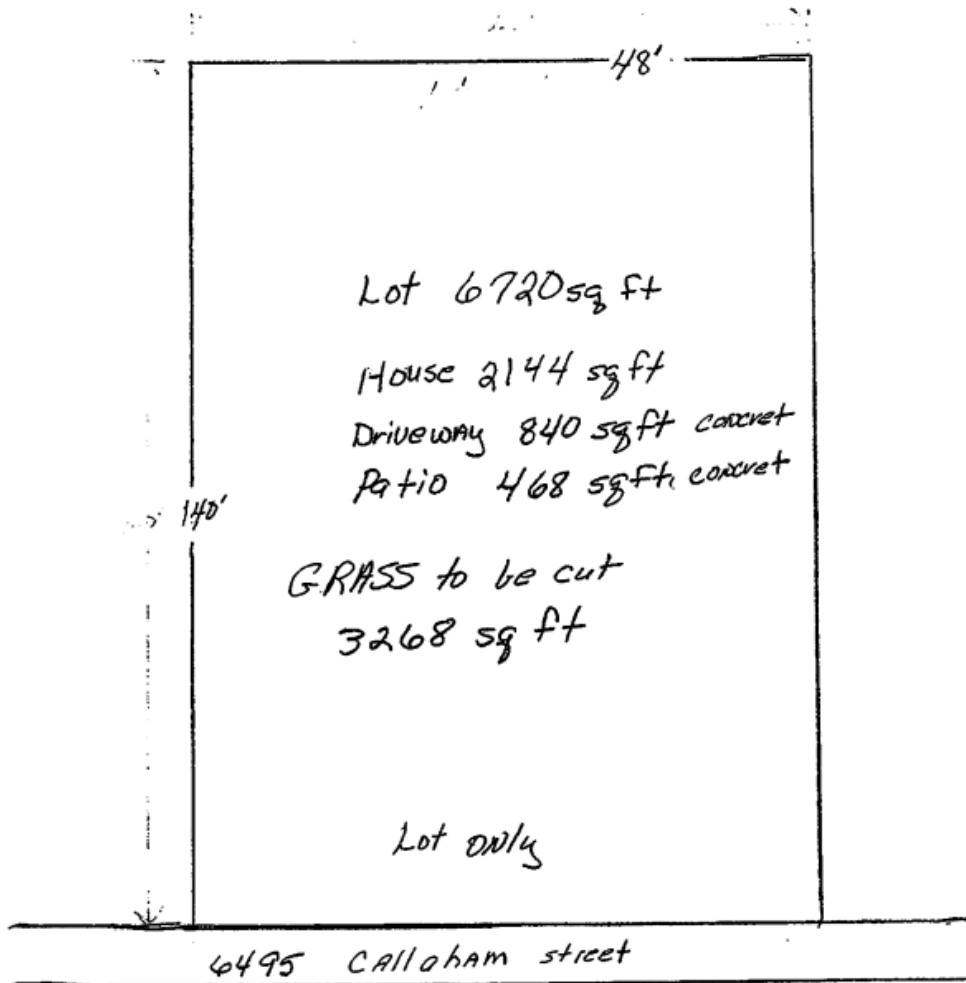 48'
Lot 6720 sq ft
House 2144 sq ft
Driveway 840 sq ft concret
Patio 468 sq ft, concret
140'
GRASS to be cut
3268 sq ft
Lot only
6495 Callaham street